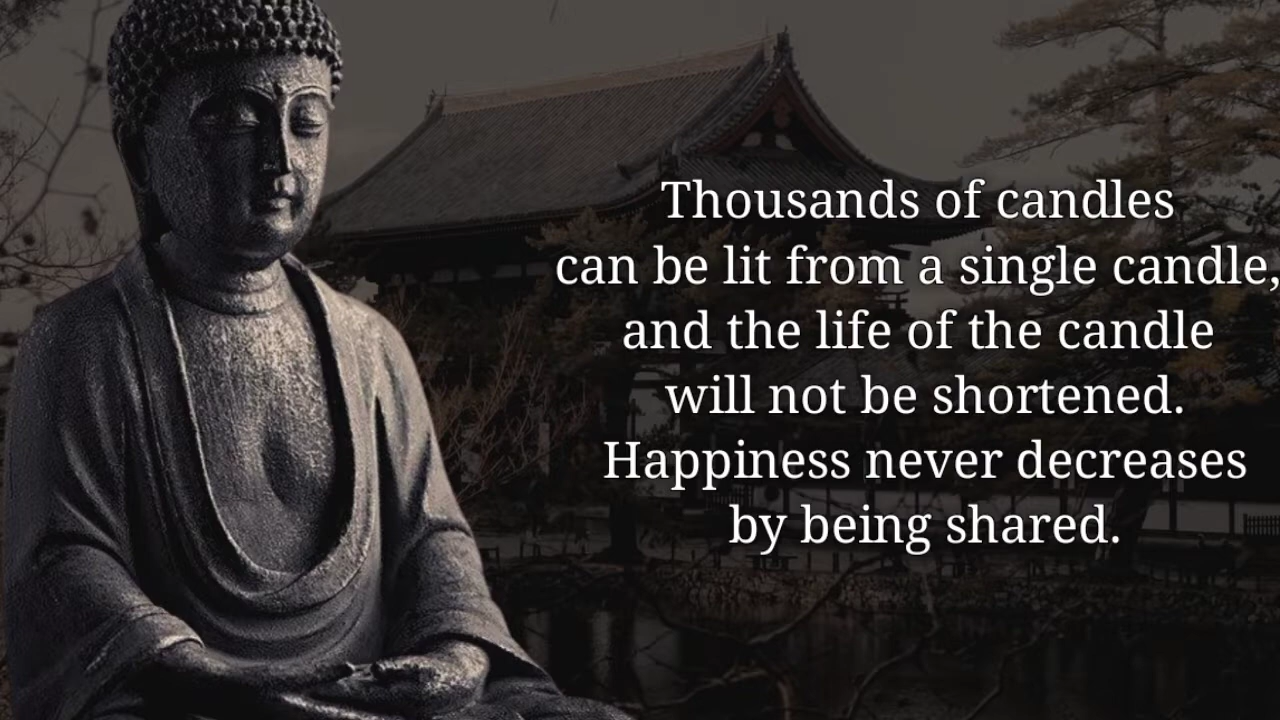 Thousands of candles
can be lit from a single candle,
and the life of the candle
will not be shortened.
Happiness never decreases
by being shared.